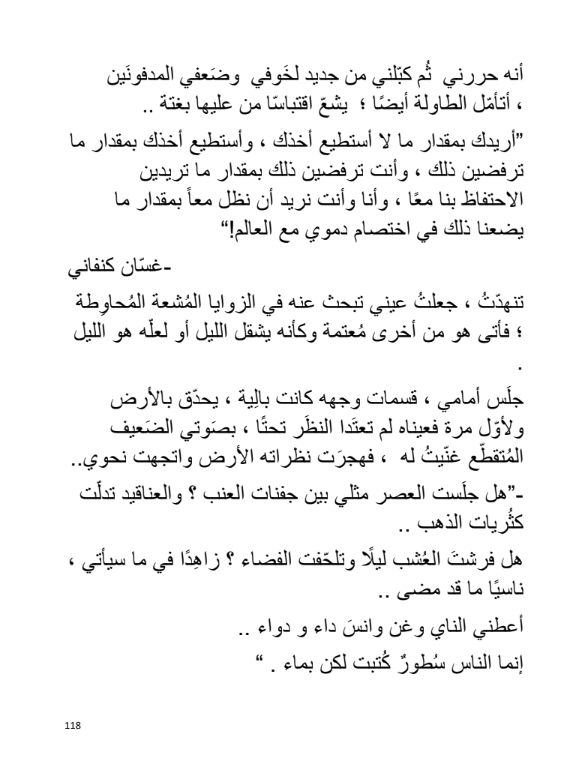 أنه حررني ثُم كبّلني من جديد لخَوفي وضَعفي المدفونَين
، أتأمّل الطاولة أيضًا ؛ يشعّ اقتباسًا من عليها بغتة ..
”أريدك بمقدار ما لا أستطيع أخذك ، وأستطيع أخذك بمقدار ما
ترفضين ذلك ، وأنت ترفضين ذلك بمقدار ما تريدين
الاحتفاظ بنا معًا ، وأنا وأنت نريد أن نظل معاً بمقدار ما
يضعنا ذلك في اختصام دموي مع العالم!“
-غسّان كنفاني
تنهدّتُ ، جعلتُ عيني تبحث عنه في الزوايا المُشعة المُحاوِطة
؛ فأتى هو من أخرى مُعتمة وكأنه يشقل الليل أو لعلّه هو الليل
.
جلَس أمامي ، قسمات وجهه كانت بالِية ، يحدّق بالأرض
ولأوّل مرة فعيناه لم تعتَدا النظَر تحتًا ، بصَوتي الضَعيف
المُتقطّع غنّيتُ له ، فهجرَت نظراته الأرض واتجهت نحوي..
-”هل جلَست العصر مثلي بين جفنات العنب ؟ والعناقيد تدلّت
كثُريات الذهب ..
هل فرشتَ العُشب ليلًا وتلحّفت الفضاء ؟ زاهِدًا في ما سيأتي ،
ناسيًا ما قد مضى ..
أعطني الناي وغن وانسَ داء و دواء ..
إنما الناس سُطورٌ كُتبت لكن بماء . “
118